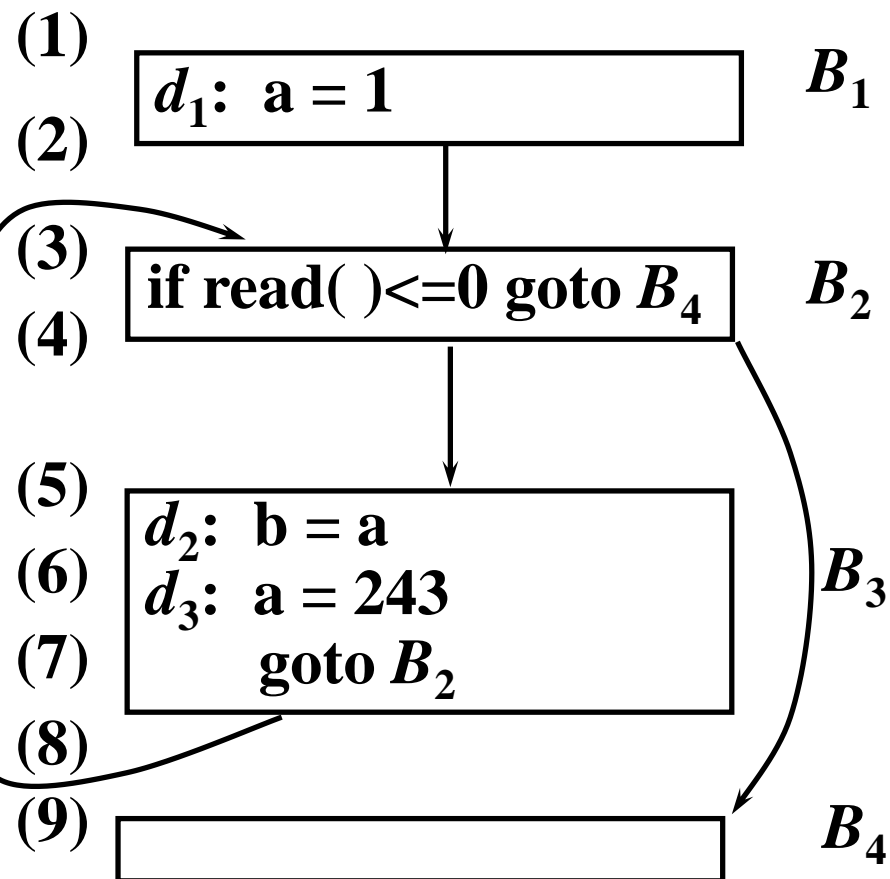 (1)
d₁: a = 1 B₁
(2)
(3)
if read( )<=0 goto B₄ B₂
(4)
(5)
d₂: b = a
(6) B₃
d₃: a = 243
(7) goto B₂
(8)
(9) B₄